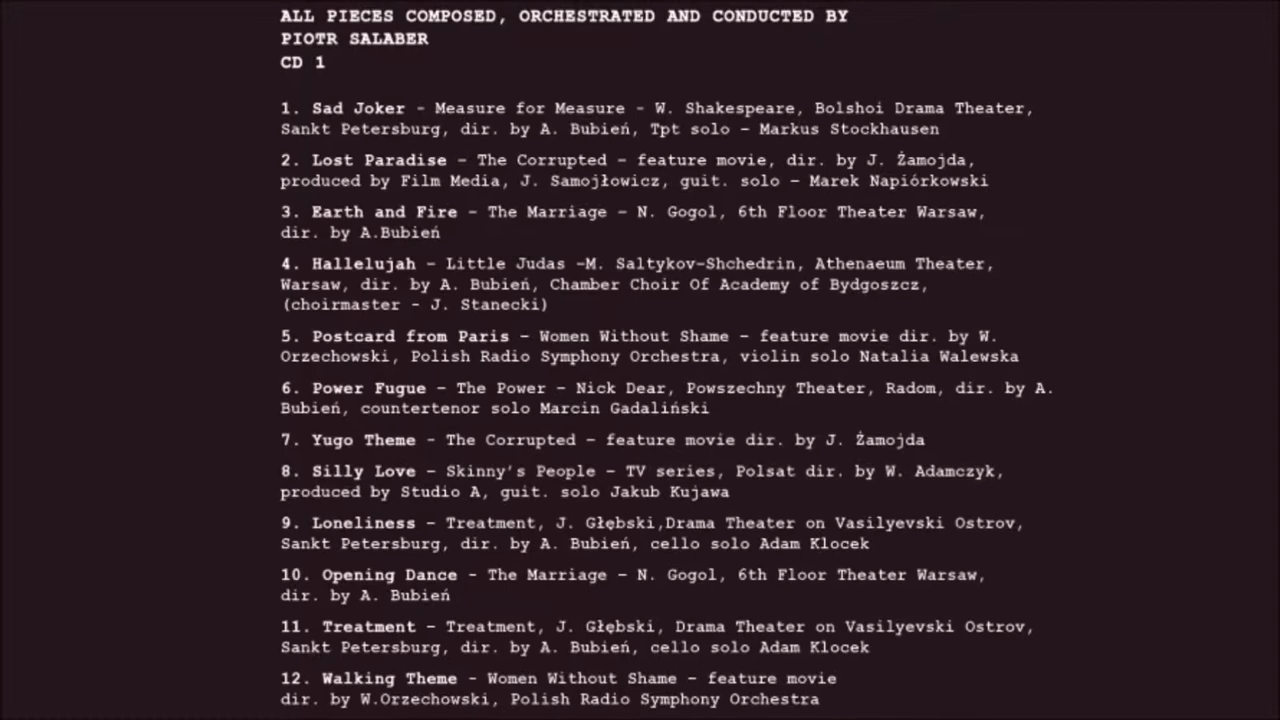 ALL PIECES COMPOSED, ORCHESTRATED AND CONDUCTED BY
PIOTR SALABER
CD 1
1. Sad Joker - Measure for Measure - W. Shakespeare, Bolshoi Drama Theater,
Sankt Petersburg, dir. by A. Bubień, Tpt solo – Markus Stockhausen
2. Lost Paradise – The Corrupted – feature movie, dir. by J. Żamojda,
produced by Film Media, J. Samojłowicz, guit. solo – Marek Napiórkowski
3. Earth and Fire – The Marriage – N. Gogol, 6th Floor Theater Warsaw,
dir. by A.Bubień
4. Hallelujah – Little Judas –M. Saltykov–Shchedrin, Athenaeum Theater,
Warsaw, dir. by A. Bubień, Chamber Choir Of Academy of Bydgoszcz,
(choirmaster - J. Stanecki)
5. Postcard from Paris – Women Without Shame – feature movie dir. by W.
Orzechowski, Polish Radio Symphony Orchestra, violin solo Natalia Walewska
6. Power Fugue – The Power – Nick Dear, Powszechny Theater, Radom, dir. by A.
Bubień, countertenor solo Marcin Gadaliński
7. Yugo Theme - The Corrupted – feature movie dir. by J. Żamojda
8. Silly Love – Skinny’s People – TV series, Polsat dir. by W. Adamczyk,
produced by Studio A, guit. solo Jakub Kujawa
9. Loneliness – Treatment, J. Głębski,Drama Theater on Vasilyevski Ostrov,
Sankt Petersburg, dir. by A. Bubień, cello solo Adam Klocek
10. Opening Dance - The Marriage – N. Gogol, 6th Floor Theater Warsaw,
dir. by A. Bubień
11. Treatment – Treatment, J. Głębski, Drama Theater on Vasilyevski Ostrov,
Sankt Petersburg, dir. by A. Bubień, cello solo Adam Klocek
12. Walking Theme - Women Without Shame – feature movie
dir. by W.Orzechowski, Polish Radio Symphony Orchestra